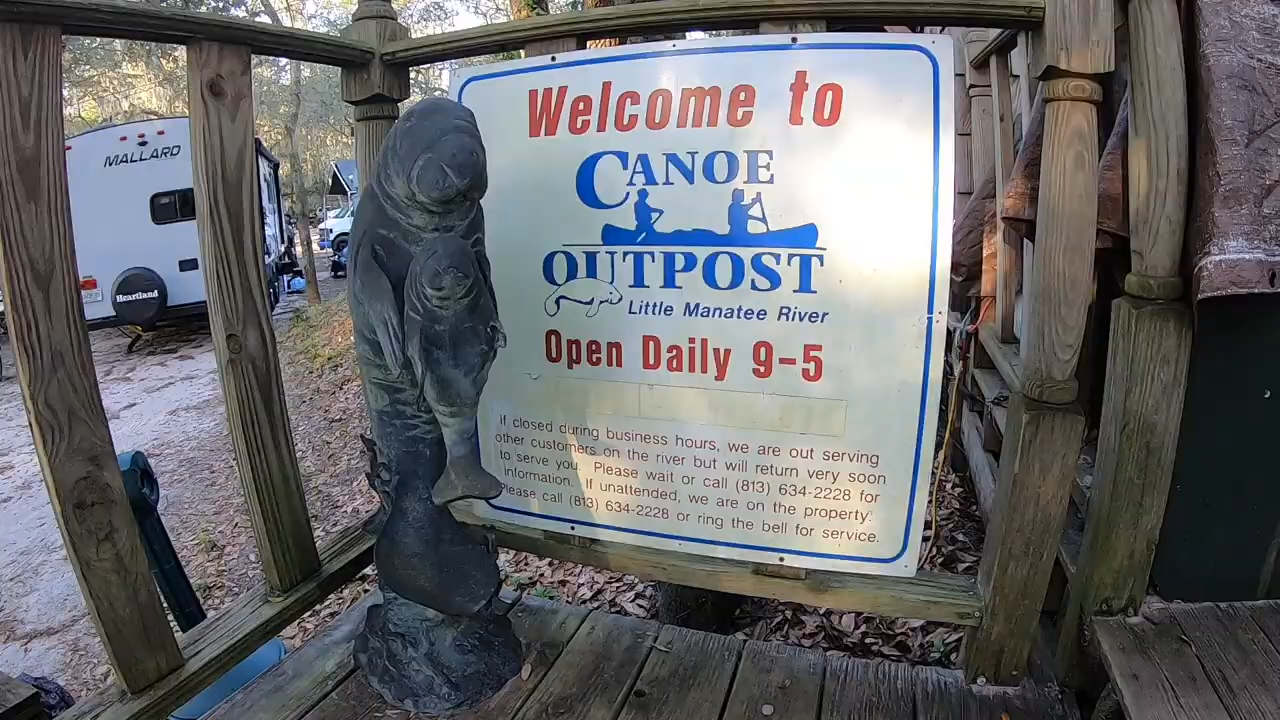 MALLARD
Heartland
Welcome to
CANOE
OUTPOST
Little Manatee River
Open Daily 9-5
If closed during business hours, we are out serving
other customers on the river but will return very soon
to serve you. Please wait or call (813) 634-2228 for
information. If unattended, we are on the property.
Please call (813) 634-2228 or ring the bell for service.